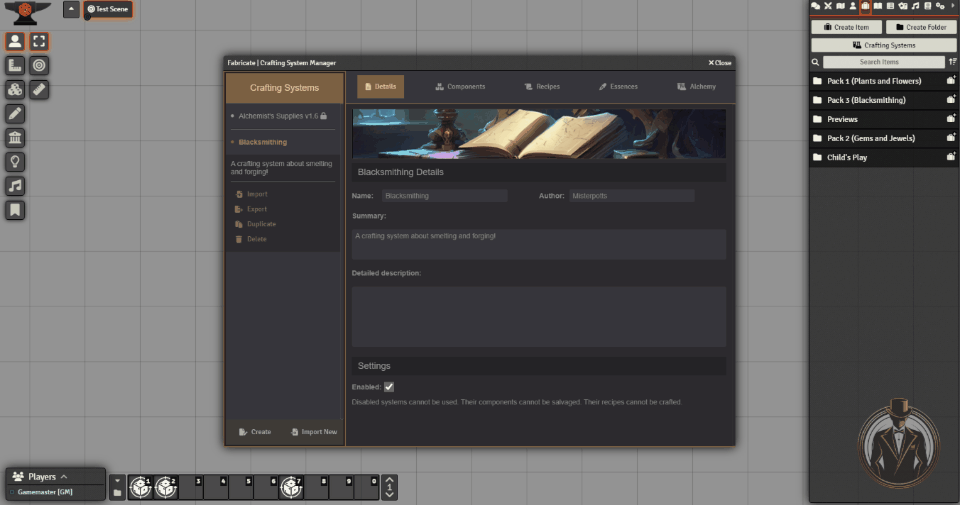 Test Scene
Fabricate | Crafting System Manager
Close
Crafting Systems
Alchemist's Supplies v1.6
Blacksmithing
A crafting system about smelting
and forging!
Import
Export
Duplicate
Delete
Create
Import New
Details
Components
Recipes
Essences
Alchemy
Blacksmithing Details
Name:
Blacksmithing
Author:
Misterpotts
Summary:
A crafting system about smelting and forging!
Detailed description:
Settings
Enabled:
Disabled systems cannot be used. Their components cannot be salvaged. Their recipes cannot be crafted.
Create Item
Create Folder
Crafting Systems
Search Items
Pack 1 (Plants and Flowers)
Pack 3 (Blacksmithing)
Previews
Pack 2 (Gems and Jewels)
Child's Play
Players
Gamemaster [GM]
1
2
3
4
5
6
7
8
9
0
1